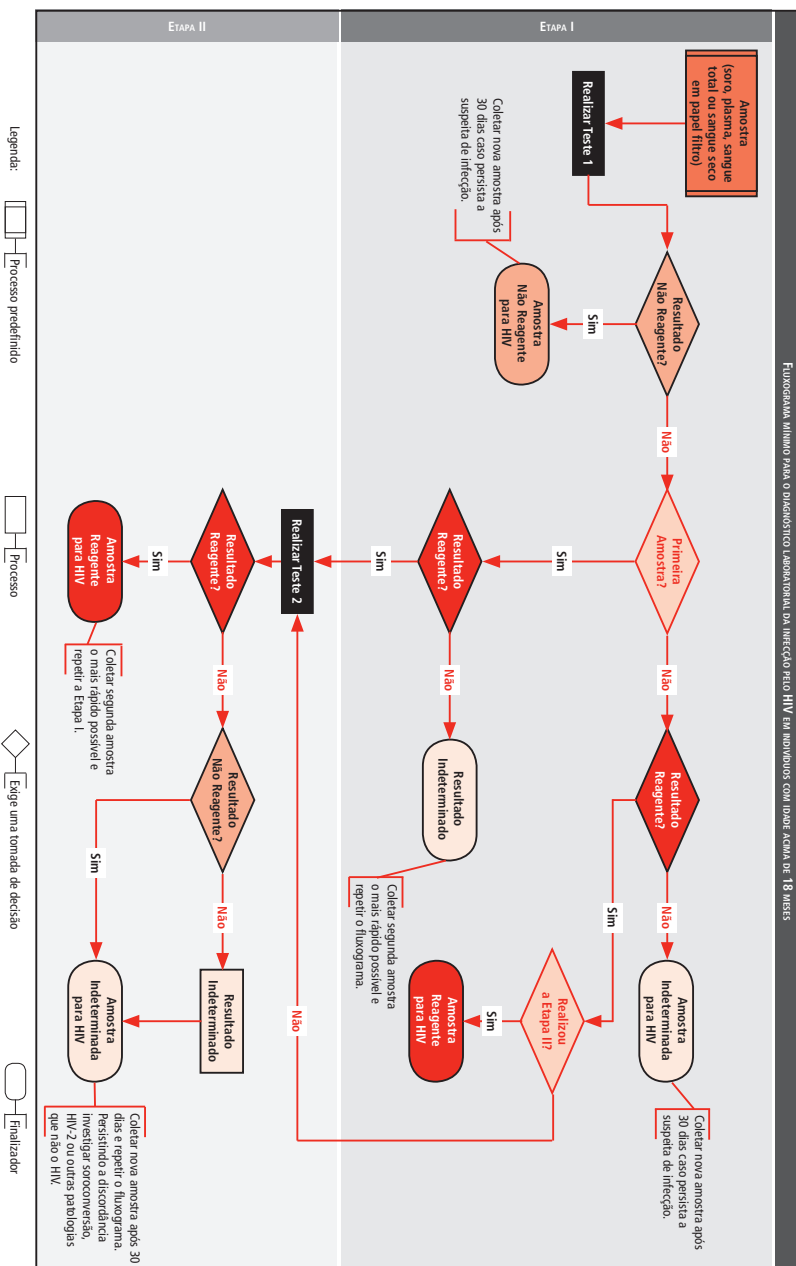 FLUXOGRAMA MÍNIMO PARA O DIAGNÓSTICO LABORATORIAL DA INFECÇÃO PELO HIV EM INDIVÍDUOS COM IDADE ACIMA DE 18 MESES
ETAPA I
Amostra
(soro, plasma, sangue
total ou sangue seco
em papel filtro)
Realizar Teste 1
Resultado
Não Reagente?
Sim
Amostra
Não Reagente
para HIV
Coletar nova amostra após
30 dias caso persista a
suspeita de infecção.
Não
Primeira
Amostra?
Sim
Resultado
Reagente?
Sim
Não
Resultado
Indeterminado
Coletar segunda amostra
o mais rápido possível e
repetir o fluxograma.
Não
Resultado
Reagente?
Sim
Não
Amostra
Indeterminada
para HIV
Coletar nova amostra após
30 dias caso persista a
suspeita de infecção.
Realizou
a Etapa II?
Sim
Amostra
Reagente
para HIV
Não
ETAPA II
Realizar Teste 2
Resultado
Reagente?
Sim
Amostra
Reagente
para HIV
Coletar segunda amostra
o mais rápido possível e
repetir a Etapa I.
Não
Resultado
Não Reagente?
Sim
Não
Resultado
Indeterminado
Amostra
Indeterminada
para HIV
Coletar nova amostra após 30
dias e repetir o fluxograma.
Persistindo a discordância
investigar soroconversão,
HIV-2 ou outras patologias
que não o HIV.
Legenda:
Processo predefinido
Processo
Exige uma tomada de decisão
Finalizador